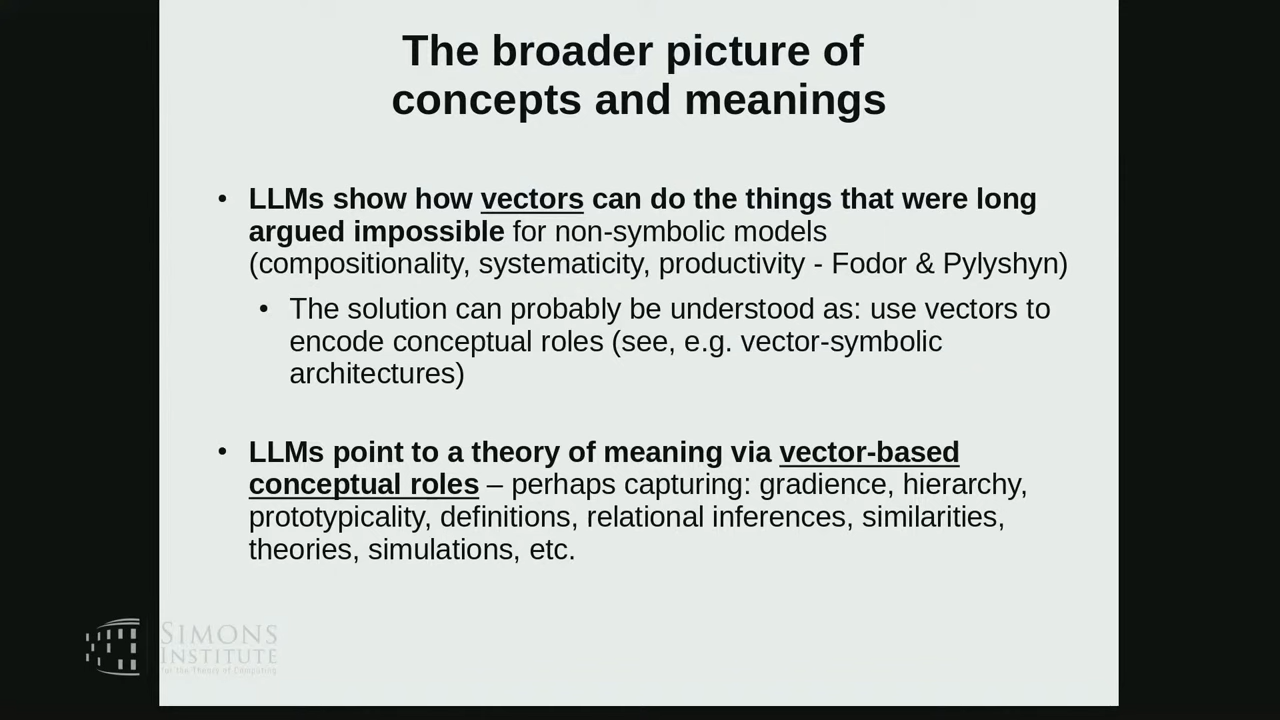 The broader picture of
concepts and meanings
• LLMs show how vectors can do the things that were long
argued impossible for non-symbolic models
(compositionality, systematicity, productivity - Fodor & Pylyshyn)
• The solution can probably be understood as: use vectors to
encode conceptual roles (see, e.g. vector-symbolic
architectures)
• LLMs point to a theory of meaning via vector-based
conceptual roles – perhaps capturing: gradience, hierarchy,
prototypicality, definitions, relational inferences, similarities,
theories, simulations, etc.
SIMONS
INSTITUTE
for the Theory of Computing